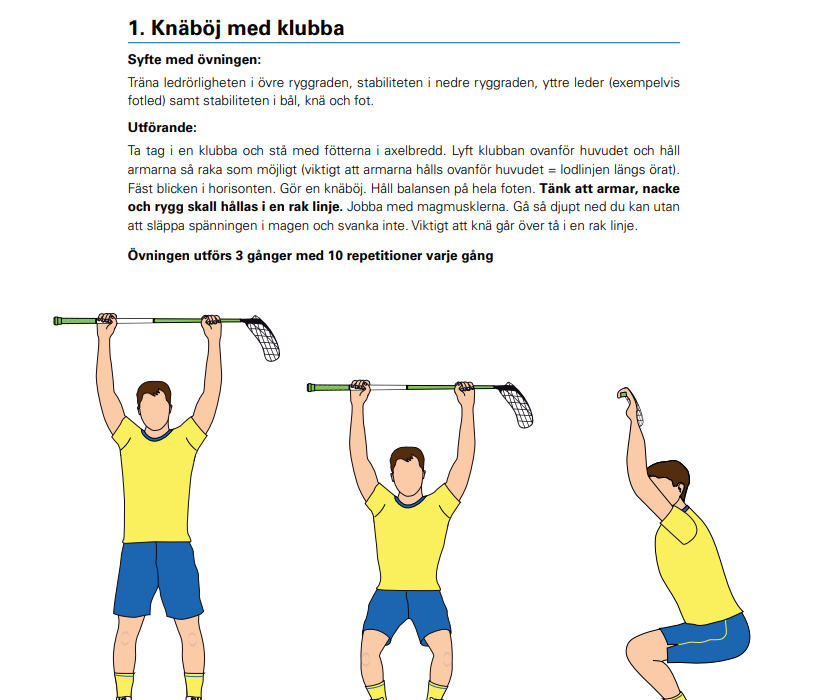 1. Knäböj med klubba
Syfte med övningen:
Träna ledrörligheten i övre ryggraden, stabiliteten i nedre ryggraden, yttre leder (exempelvis
fotled) samt stabiliteten i bål, knä och fot.
Utförande:
Ta tag i en klubba och stå med fötterna i axelbredd. Lyft klubban ovanför huvudet och håll
armarna så raka som möjligt (viktigt att armarna hålls ovanför huvudet = lodlinjen längs örat).
Fäst blicken i horisonten. Gör en knäböj. Håll balansen på hela foten. Tänk att armar, nacke
och rygg skall hållas i en rak linje. Jobba med magmusklerna. Gå så djupt ned du kan utan
att släppa spänningen i magen och svanka inte. Viktigt att knä går över tå i en rak linje.
Övningen utförs 3 gånger med 10 repetitioner varje gång